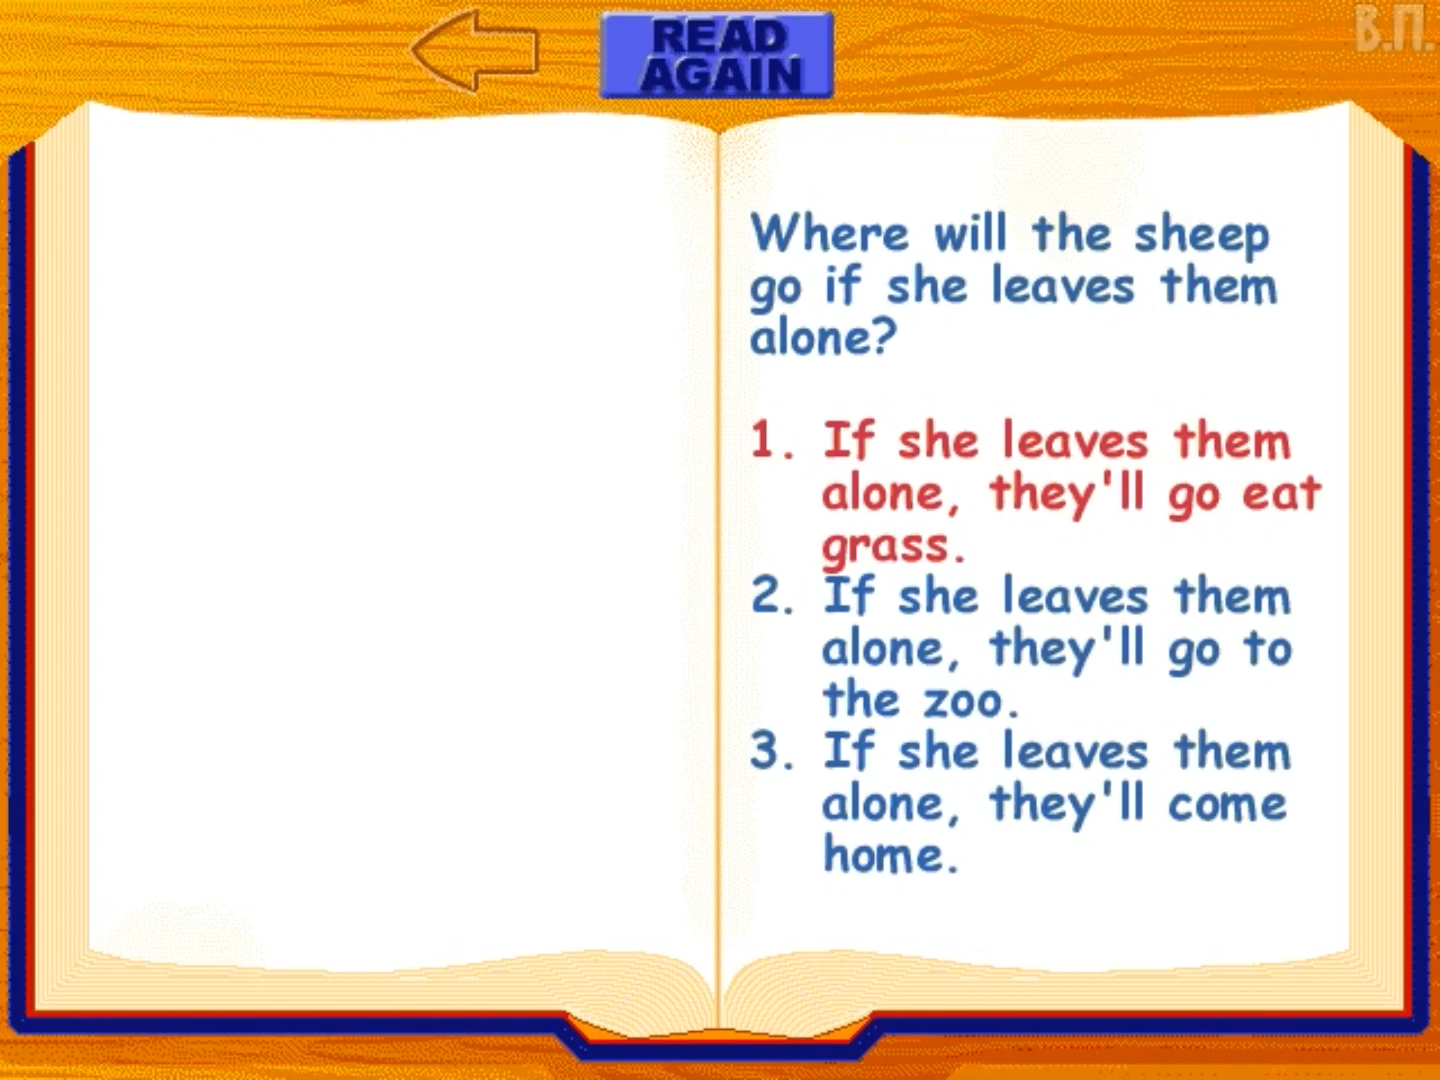 READ
AGAIN
В.П.
Where will the sheep
go if she leaves them
alone?
1. If she leaves them
alone, they'll go eat
grass.
2. If she leaves them
alone, they'll go to
the zoo.
3. If she leaves them
alone, they'll come
home.